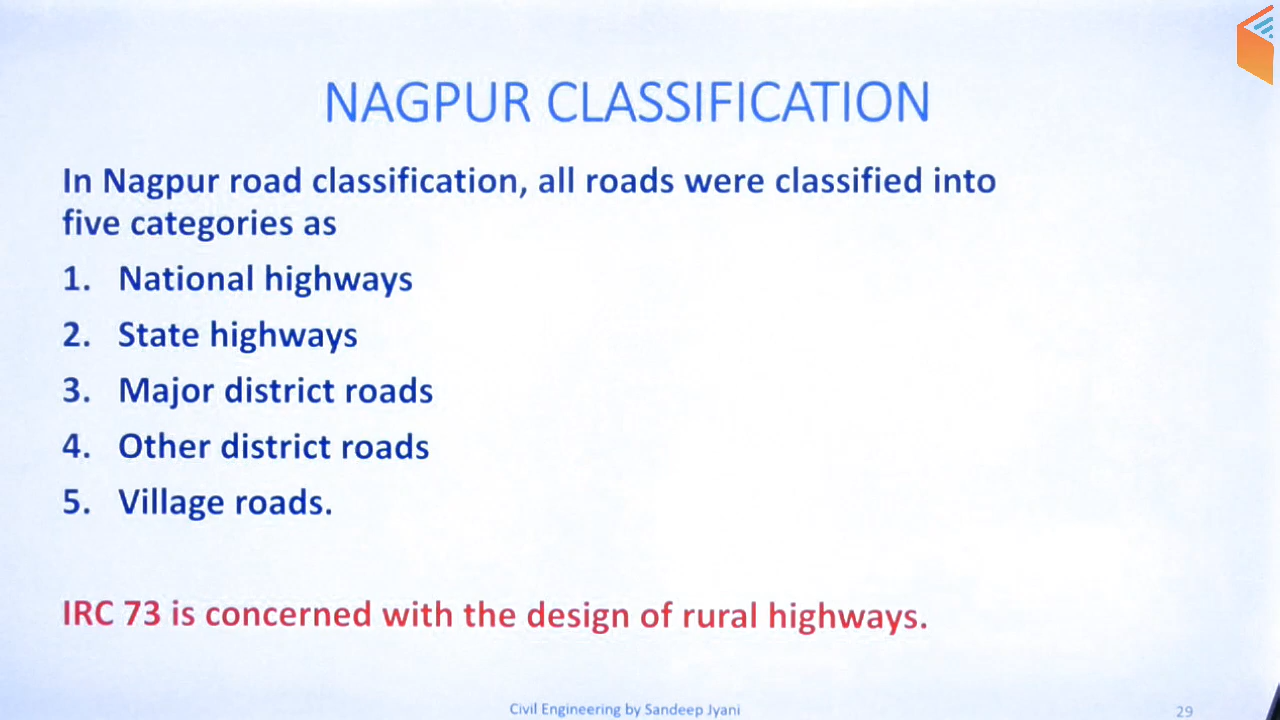 NAGPUR CLASSIFICATION
In Nagpur road classification, all roads were classified into
five categories as
1. National highways
2. State highways
3. Major district roads
4. Other district roads
5. Village roads.
IRC 73 is concerned with the design of rural highways.
Civil Engineering by Sandeep Jyani
29